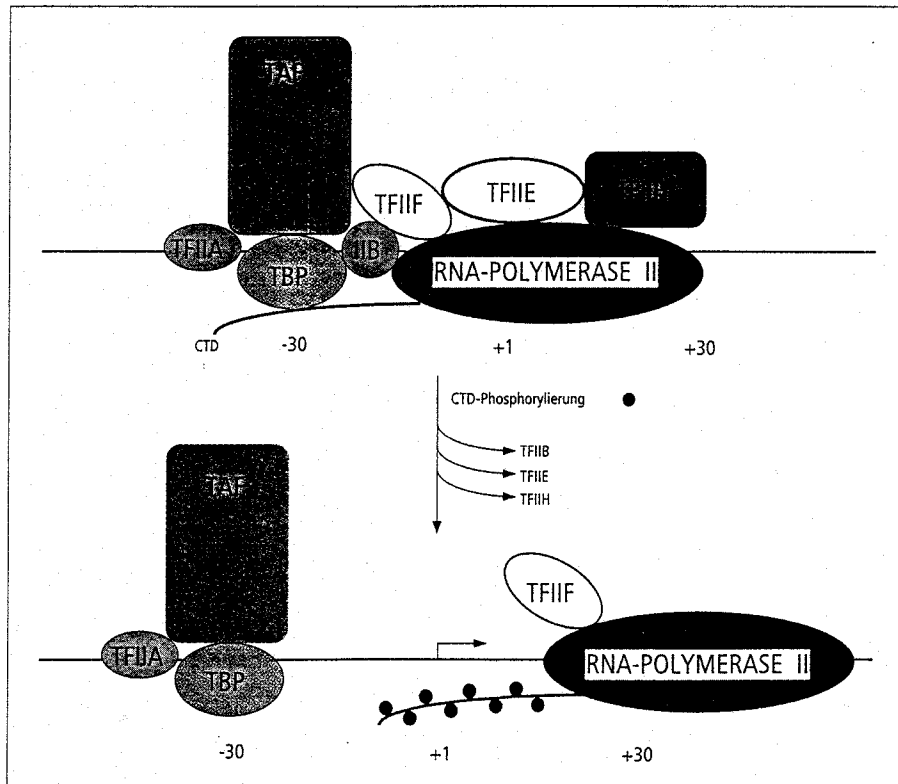 TAF
TFIIF
TFIIE
TFIIA
IIB
TBP
RNA-POLYMERASE II
CTD
-30
+1
+30
CTD-Phosphorylierung
TFIIB
TFIIE
TFIIH
TAF
TFIIF
TFIIA
TBP
RNA-POLYMERASE II
-30
+1
+30